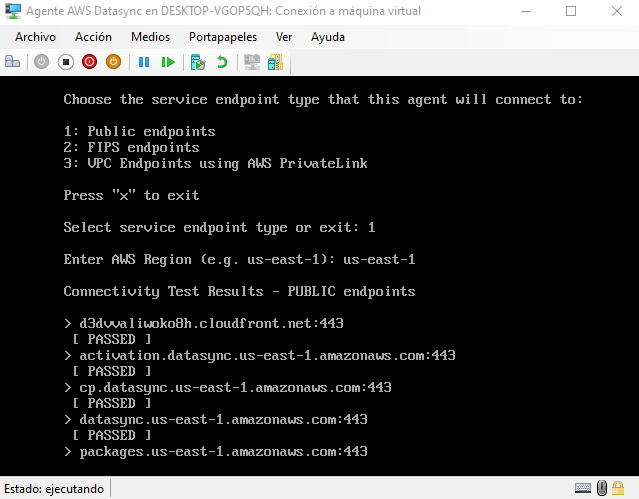 Agente AWS Datasync en DESKTOP-VGOP5QH: Conexión a máquina virtual
Archivo Acción Medios Portapapeles Ver Ayuda
Choose the service endpoint type that this agent will connect to:
1: Public endpoints
2: FIPS endpoints
3: VPC Endpoints using AWS PrivateLink
Press "x" to exit
Select service endpoint type or exit: 1
Enter AWS Region (e.g. us-east-1): us-east-1
Connectivity Test Results - PUBLIC endpoints
> d3dvvaliwoko8h.cloudfront.net:443
[ PASSED ]
> activation.datasync.us-east-1.amazonaws.com:443
[ PASSED ]
> cp.datasync.us-east-1.amazonaws.com:443
[ PASSED ]
> datasync.us-east-1.amazonaws.com:443
[ PASSED ]
> packages.us-east-1.amazonaws.com:443
Estado: ejecutando